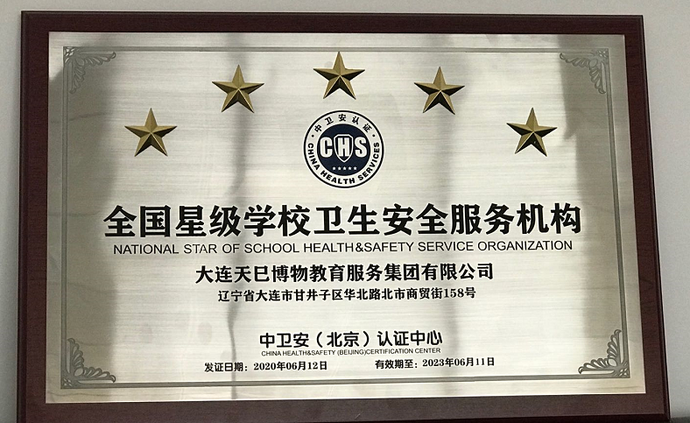 ·中卫安认证·
CHS
CHINA HEALTH SERVICES
全国星级学校卫生安全服务机构
NATIONAL STAR OF SCHOOL HEALTH&SAFETY SERVICE ORGANIZATION
大连天巳博物教育服务集团有限公司
辽宁省大连市甘井子区华北路北市商贸街158号
中卫安（北京）认证中心
CHINA HEALTH&SAFETY (BEIJING)CERTIFICATION CENTER
发证日期：2020年06月12日 有效期至：2023年06月11日